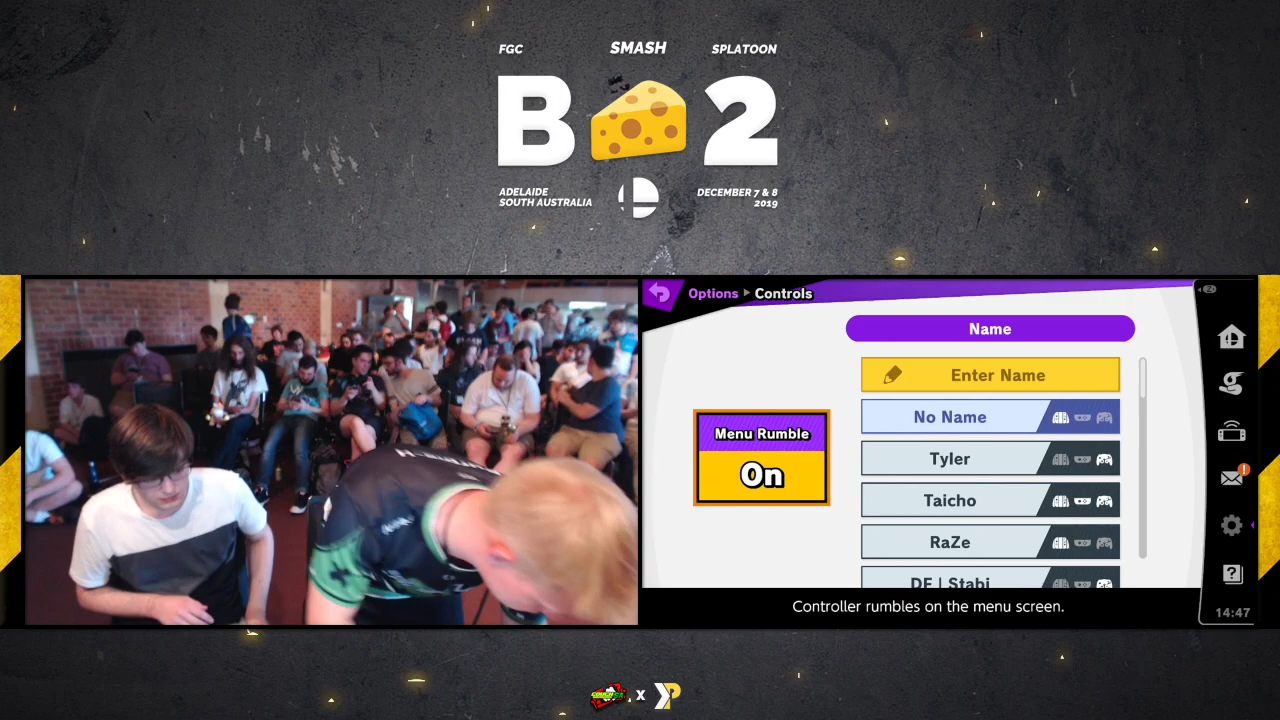 FGC
SMASH
SPLATOON
B 2
ADELAIDE
SOUTH AUSTRALIA
DECEMBER 7 & 8
2019
Options ▸ Controls
Name
Enter Name
No Name
Tyler
Taicho
RaZe
DE | Stabi
Menu Rumble
On
Controller rumbles on the menu screen.
14:47
X